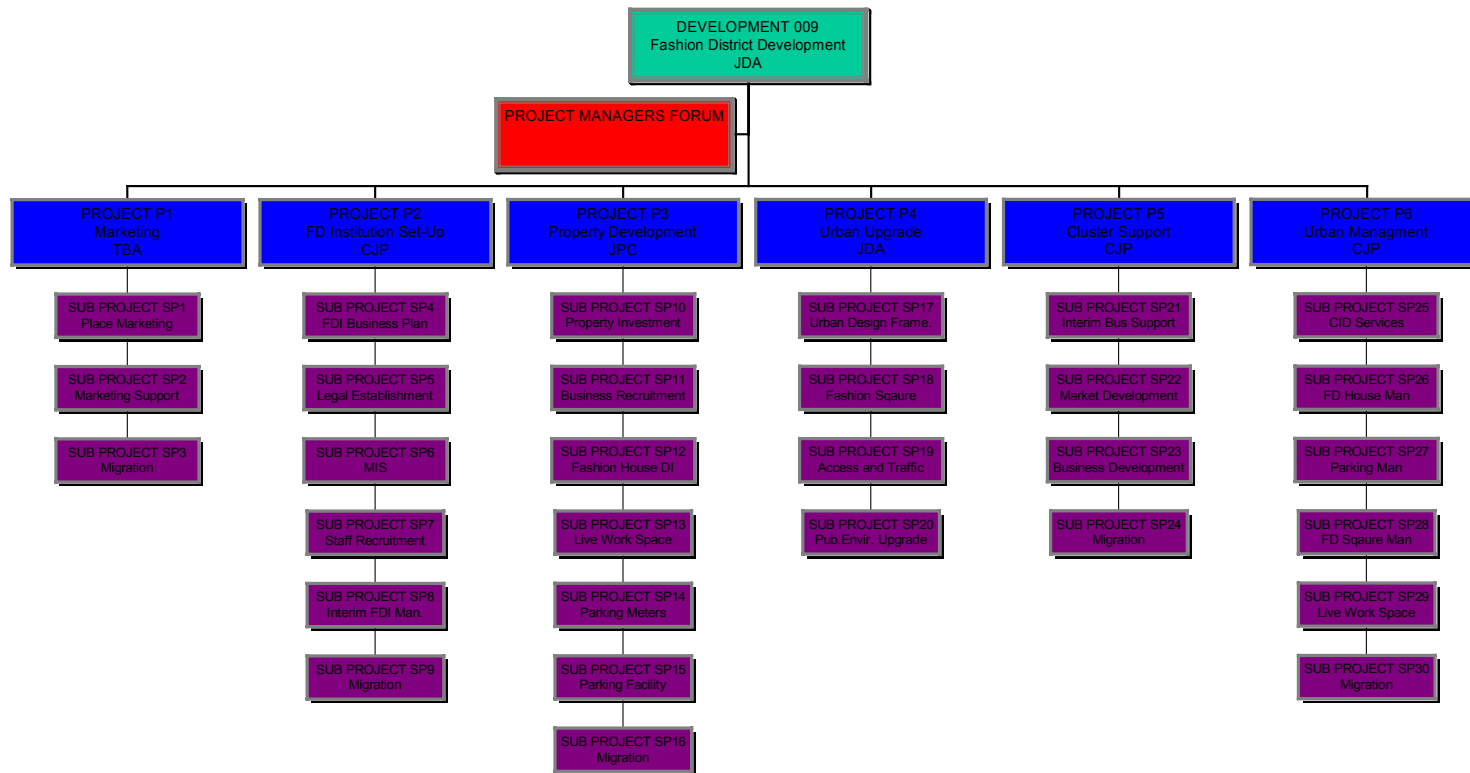 DEVELOPMENT 009
Fashion District Development
JDA
PROJECT MANAGERS FORUM
PROJECT P1
Marketing
TBA
SUB PROJECT SP1
Place Marketing
SUB PROJECT SP2
Marketing Support
SUB PROJECT SP3
Migration
PROJECT P2
FD Institution Set-Up
CJP
SUB PROJECT SP4
FDI Business Plan
SUB PROJECT SP5
Legal Establishment
SUB PROJECT SP6
MIS
SUB PROJECT SP7
Staff Recruitment
SUB PROJECT SP8
Interim FDI Man.
SUB PROJECT SP9
Migration
PROJECT P3
Property Development
JPC
SUB PROJECT SP10
Property Investment
SUB PROJECT SP11
Business Recruitment
SUB PROJECT SP12
Fashion House DI
SUB PROJECT SP13
Live Work Space
SUB PROJECT SP14
Parking Meters
SUB PROJECT SP15
Parking Facility
SUB PROJECT SP16
Migration
PROJECT P4
Urban Upgrade
JDA
SUB PROJECT SP17
Urban Design Frame.
SUB PROJECT SP18
Fashion Sqaure
SUB PROJECT SP19
Access and Traffic
SUB PROJECT SP20
Pub.Envir. Upgrade
PROJECT P5
Cluster Support
CJP
SUB PROJECT SP21
Interim Bus Support
SUB PROJECT SP22
Market Development
SUB PROJECT SP23
Business Development
SUB PROJECT SP24
Migration
PROJECT P6
Urban Managment
CJP
SUB PROJECT SP25
CID Services
SUB PROJECT SP26
FD House Man
SUB PROJECT SP27
Parking Man
SUB PROJECT SP28
FD Sqaure Man
SUB PROJECT SP29
Live Work Space
SUB PROJECT SP30
Migration